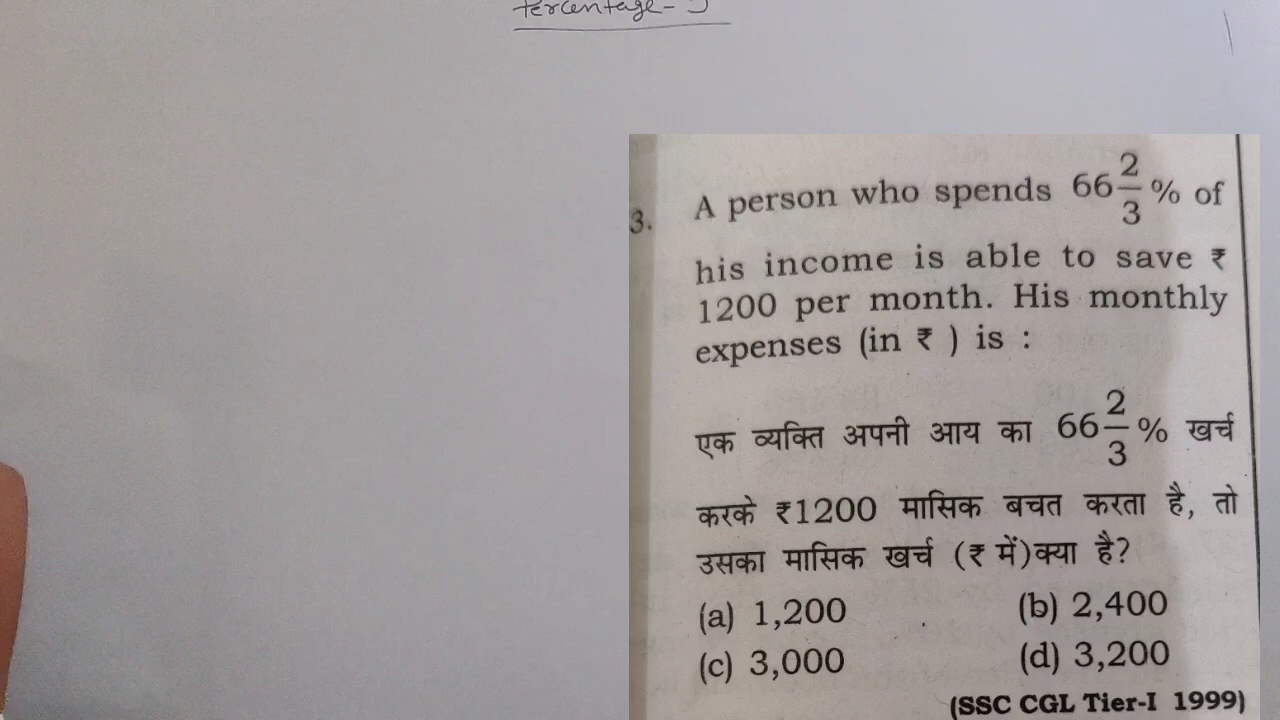 Percentage - 5
3. A person who spends 66 2/3 % of
his income is able to save ₹
1200 per month. His monthly
expenses (in ₹ ) is :
एक व्यक्ति अपनी आय का 66 2/3 % खर्च
करके ₹1200 मासिक बचत करता है, तो
उसका मासिक खर्च (₹ में)क्या है?
(a) 1,200 (b) 2,400
(c) 3,000 (d) 3,200
(SSC CGL Tier-I 1999)